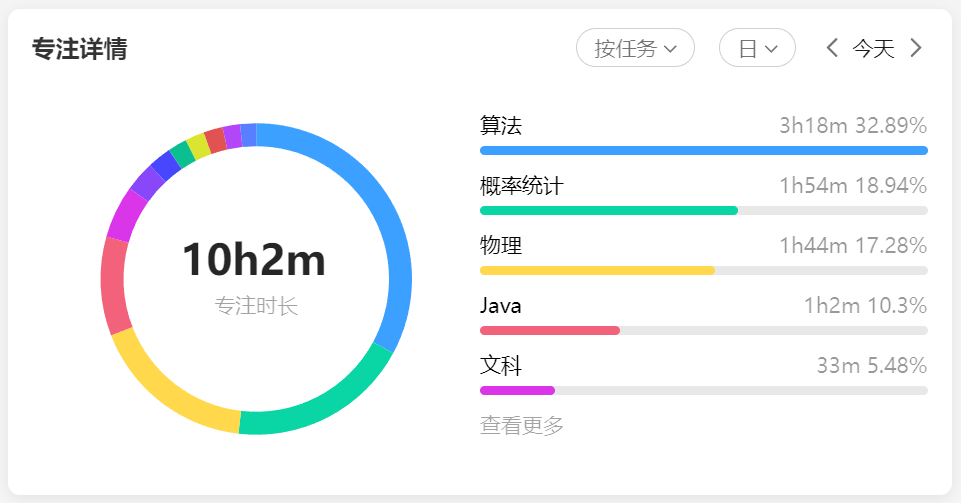 专注详情
按任务 日 今天
10h2m
专注时长
算法 3h18m 32.89%
概率统计 1h54m 18.94%
物理 1h44m 17.28%
Java 1h2m 10.3%
文科 33m 5.48%
查看更多